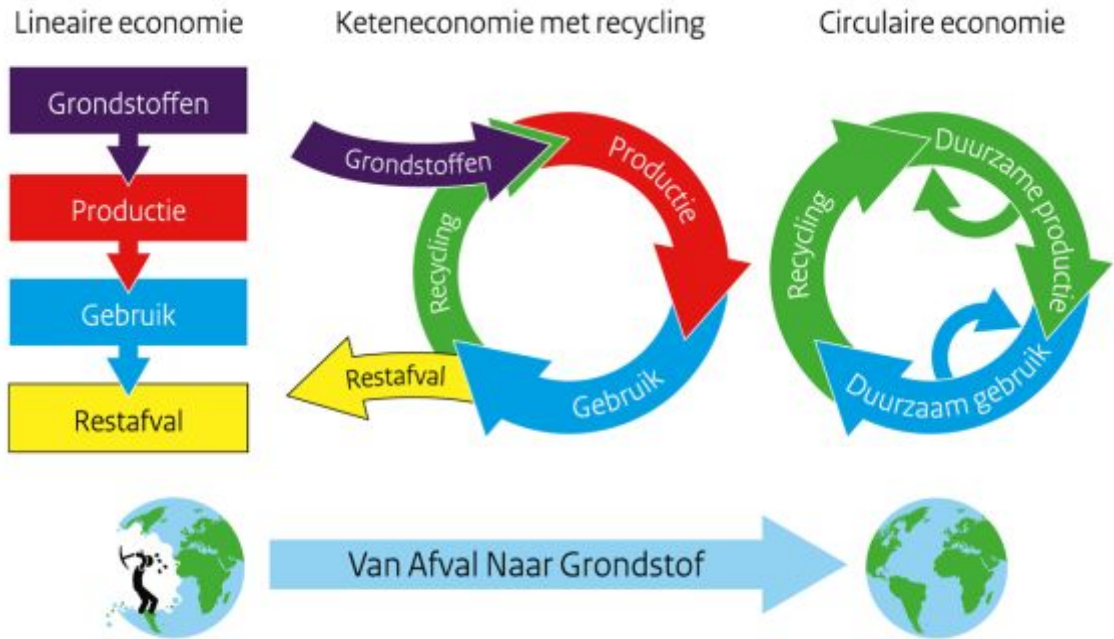 Lineaire economie
Grondstoffen
Productie
Gebruik
Restafval
Keteneconomie met recycling
Grondstoffen
Productie
Gebruik
Recycling
Restafval
Circulaire economie
Duurzame productie
Duurzaam gebruik
Recycling
Van Afval Naar Grondstof